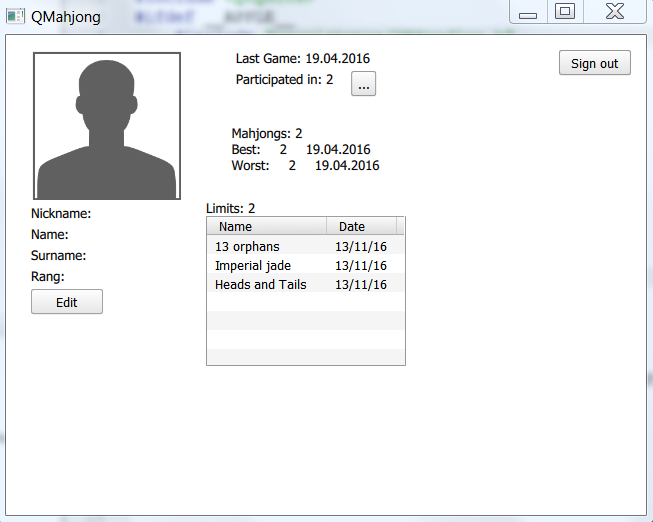 QMahjong
Last Game: 19.04.2016
Participated in: 2 ...
Sign out
Mahjongs: 2
Best: 2 19.04.2016
Worst: 2 19.04.2016
Nickname:
Name:
Surname:
Rang:
Edit
Limits: 2
Name Date
13 orphans 13/11/16
Imperial jade 13/11/16
Heads and Tails 13/11/16